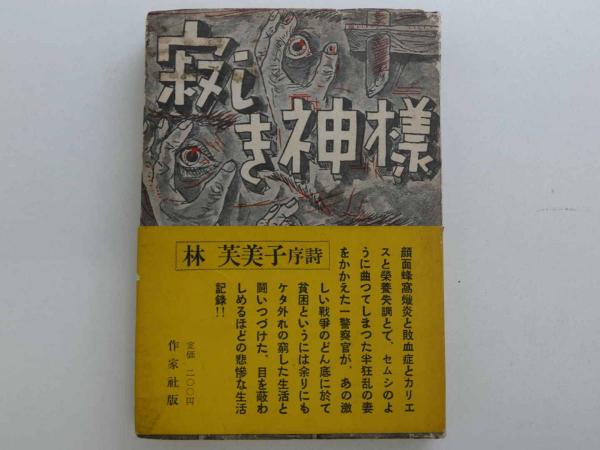 寂しき神様
林 芙美子序詩
顔面蜂窩熾炎と敗血症とカリエ
スと榮養失調とで、セムシのよ
うに曲つてしまつた半狂乱の妻
をかかえた一警察官が、あの激
しい戦爭のどん底に於て
貧困というには余りにも
ケタ外れの窮した生活と
闘いつづけた、目を蔽わ
しめるほどの悲惨な生活
記録!!
定価 二〇〇円
作家社版